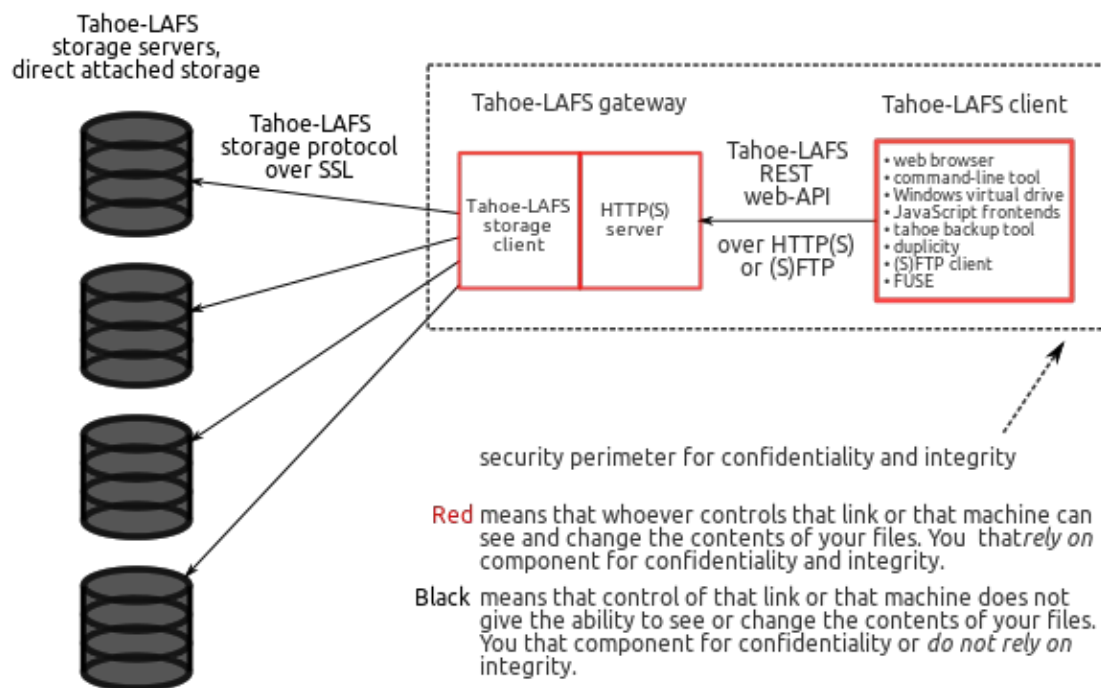 Tahoe-LAFS
storage servers,
direct attached storage
Tahoe-LAFS
storage protocol
over SSL
Tahoe-LAFS gateway
Tahoe-LAFS
storage
client
HTTP(S)
server
Tahoe-LAFS
REST
web-API
over HTTP(S)
or (S)FTP
Tahoe-LAFS client
• web browser
• command-line tool
• Windows virtual drive
• JavaScript frontends
• tahoe backup tool
• duplicity
• (S)FTP client
• FUSE
security perimeter for confidentiality and integrity
Red means that whoever controls that link or that machine can
see and change the contents of your files. You thatrely on
component for confidentiality and integrity.
Black means that control of that link or that machine does not
give the ability to see or change the contents of your files.
You that component for confidentiality or do not rely on
integrity.